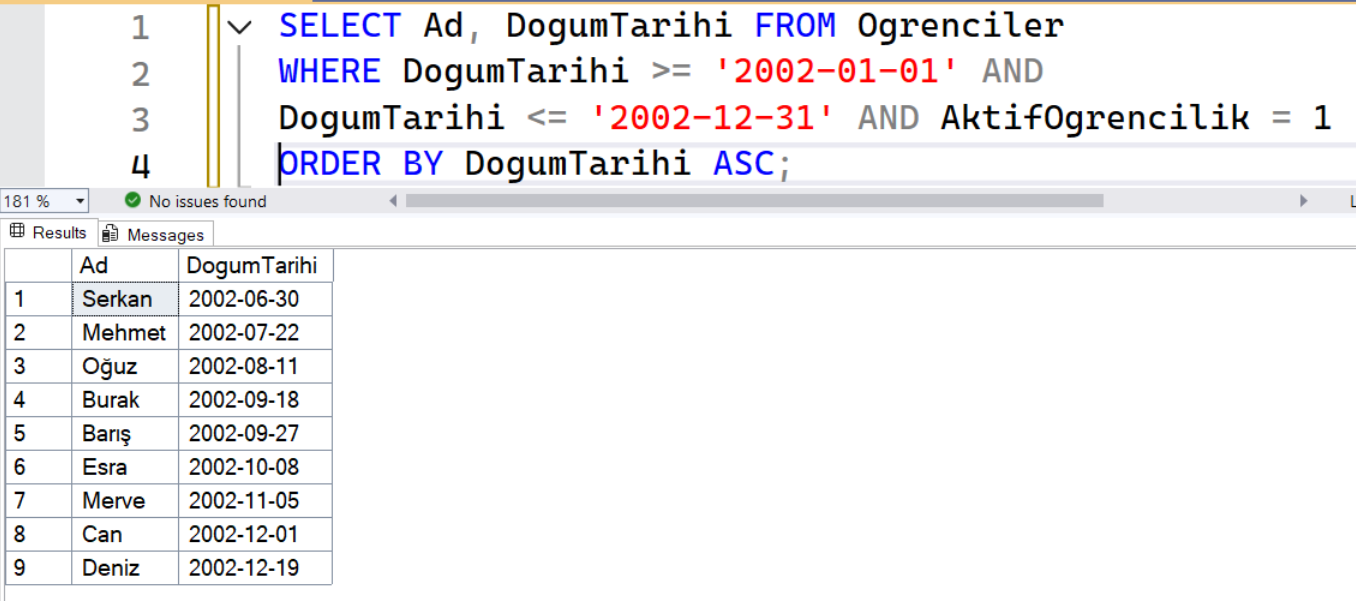 1 SELECT Ad, DogumTarihi FROM Ogrenciler
2 WHERE DogumTarihi >= '2002-01-01' AND
3 DogumTarihi <= '2002-12-31' AND AktifOgrencilik = 1
4 ORDER BY DogumTarihi ASC;
181 % No issues found
Results Messages
Ad DogumTarihi
1 Serkan 2002-06-30
2 Mehmet 2002-07-22
3 Oğuz 2002-08-11
4 Burak 2002-09-18
5 Barış 2002-09-27
6 Esra 2002-10-08
7 Merve 2002-11-05
8 Can 2002-12-01
9 Deniz 2002-12-19